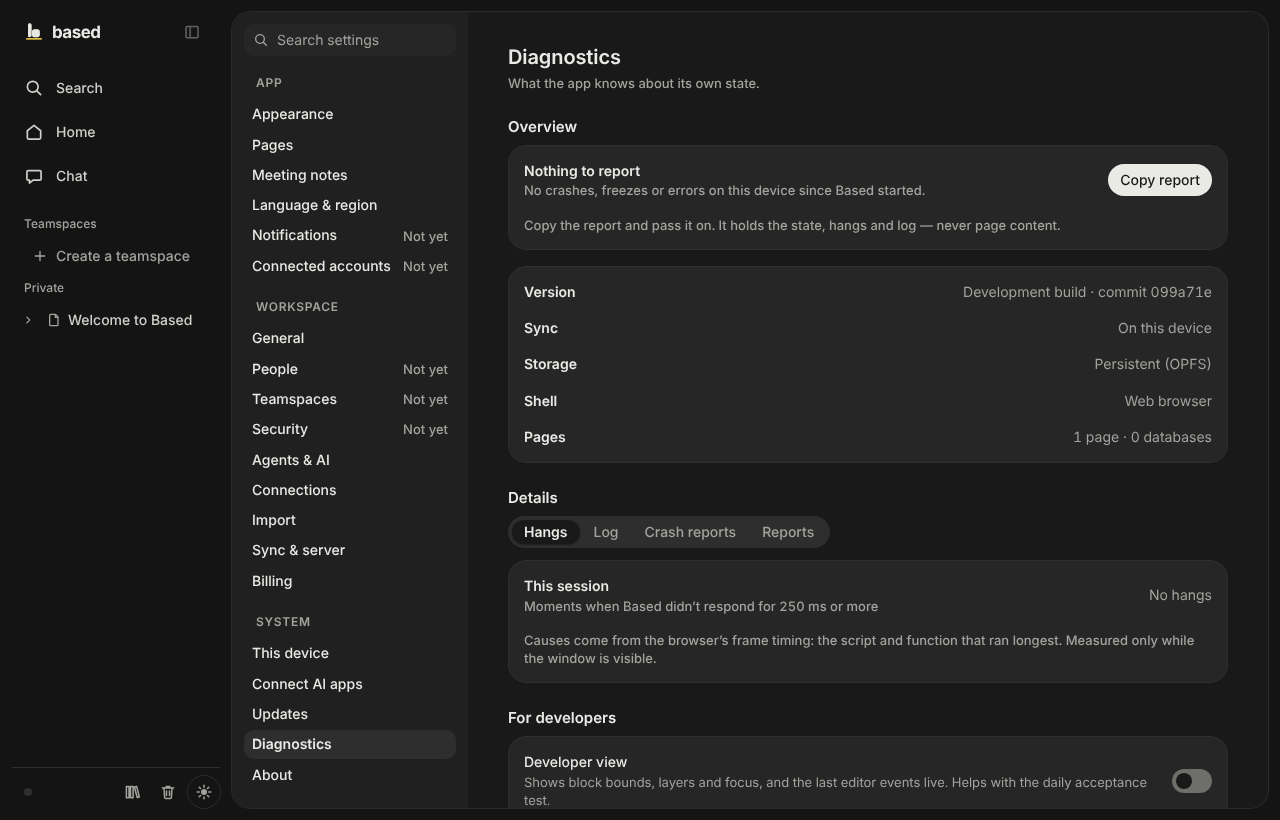 based
Search
Home
Chat
Teamspaces
Create a teamspace
Private
Welcome to Based
Search settings
APP
Appearance
Pages
Meeting notes
Language & region
Notifications Not yet
Connected accounts Not yet
WORKSPACE
General
People Not yet
Teamspaces Not yet
Security Not yet
Agents & AI
Connections
Import
Sync & server
Billing
SYSTEM
This device
Connect AI apps
Updates
Diagnostics
About
Diagnostics
What the app knows about its own state.
Overview
Nothing to report
No crashes, freezes or errors on this device since Based started.
Copy report
Copy the report and pass it on. It holds the state, hangs and log — never page content.
Version Development build · commit 099a71e
Sync On this device
Storage Persistent (OPFS)
Shell Web browser
Pages 1 page · 0 databases
Details
Hangs Log Crash reports Reports
This session
Moments when Based didn’t respond for 250 ms or more
No hangs
Causes come from the browser’s frame timing: the script and function that ran longest. Measured only while
the window is visible.
For developers
Developer view
Shows block bounds, layers and focus, and the last editor events live. Helps with the daily acceptance
test.